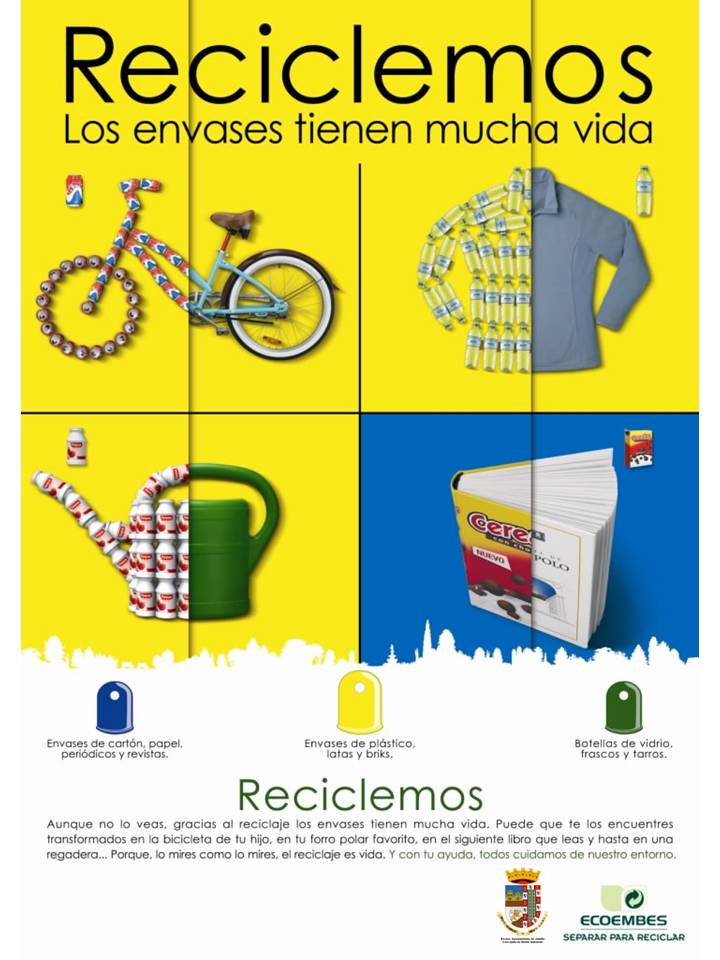 Reciclemos
Los envases tienen mucha vida
Cere
NUEVO
POLO
Envases de cartón, papel,
periódicos y revistas.
Envases de plástico,
latas y briks.
Botellas de vidrio,
frascos y tarros.
Reciclemos
Aunque no lo veas, gracias al reciclaje los envases tienen mucha vida. Puede que te los encuentres
transformados en la bicicleta de tu hijo, en tu forro polar favorito, en el siguiente libro que leas y hasta en una
regadera... Porque, lo mires como lo mires, el reciclaje es vida. Y con tu ayuda, todos cuidamos de nuestro entorno.
ECOEMBES
SEPARAR PARA RECICLAR